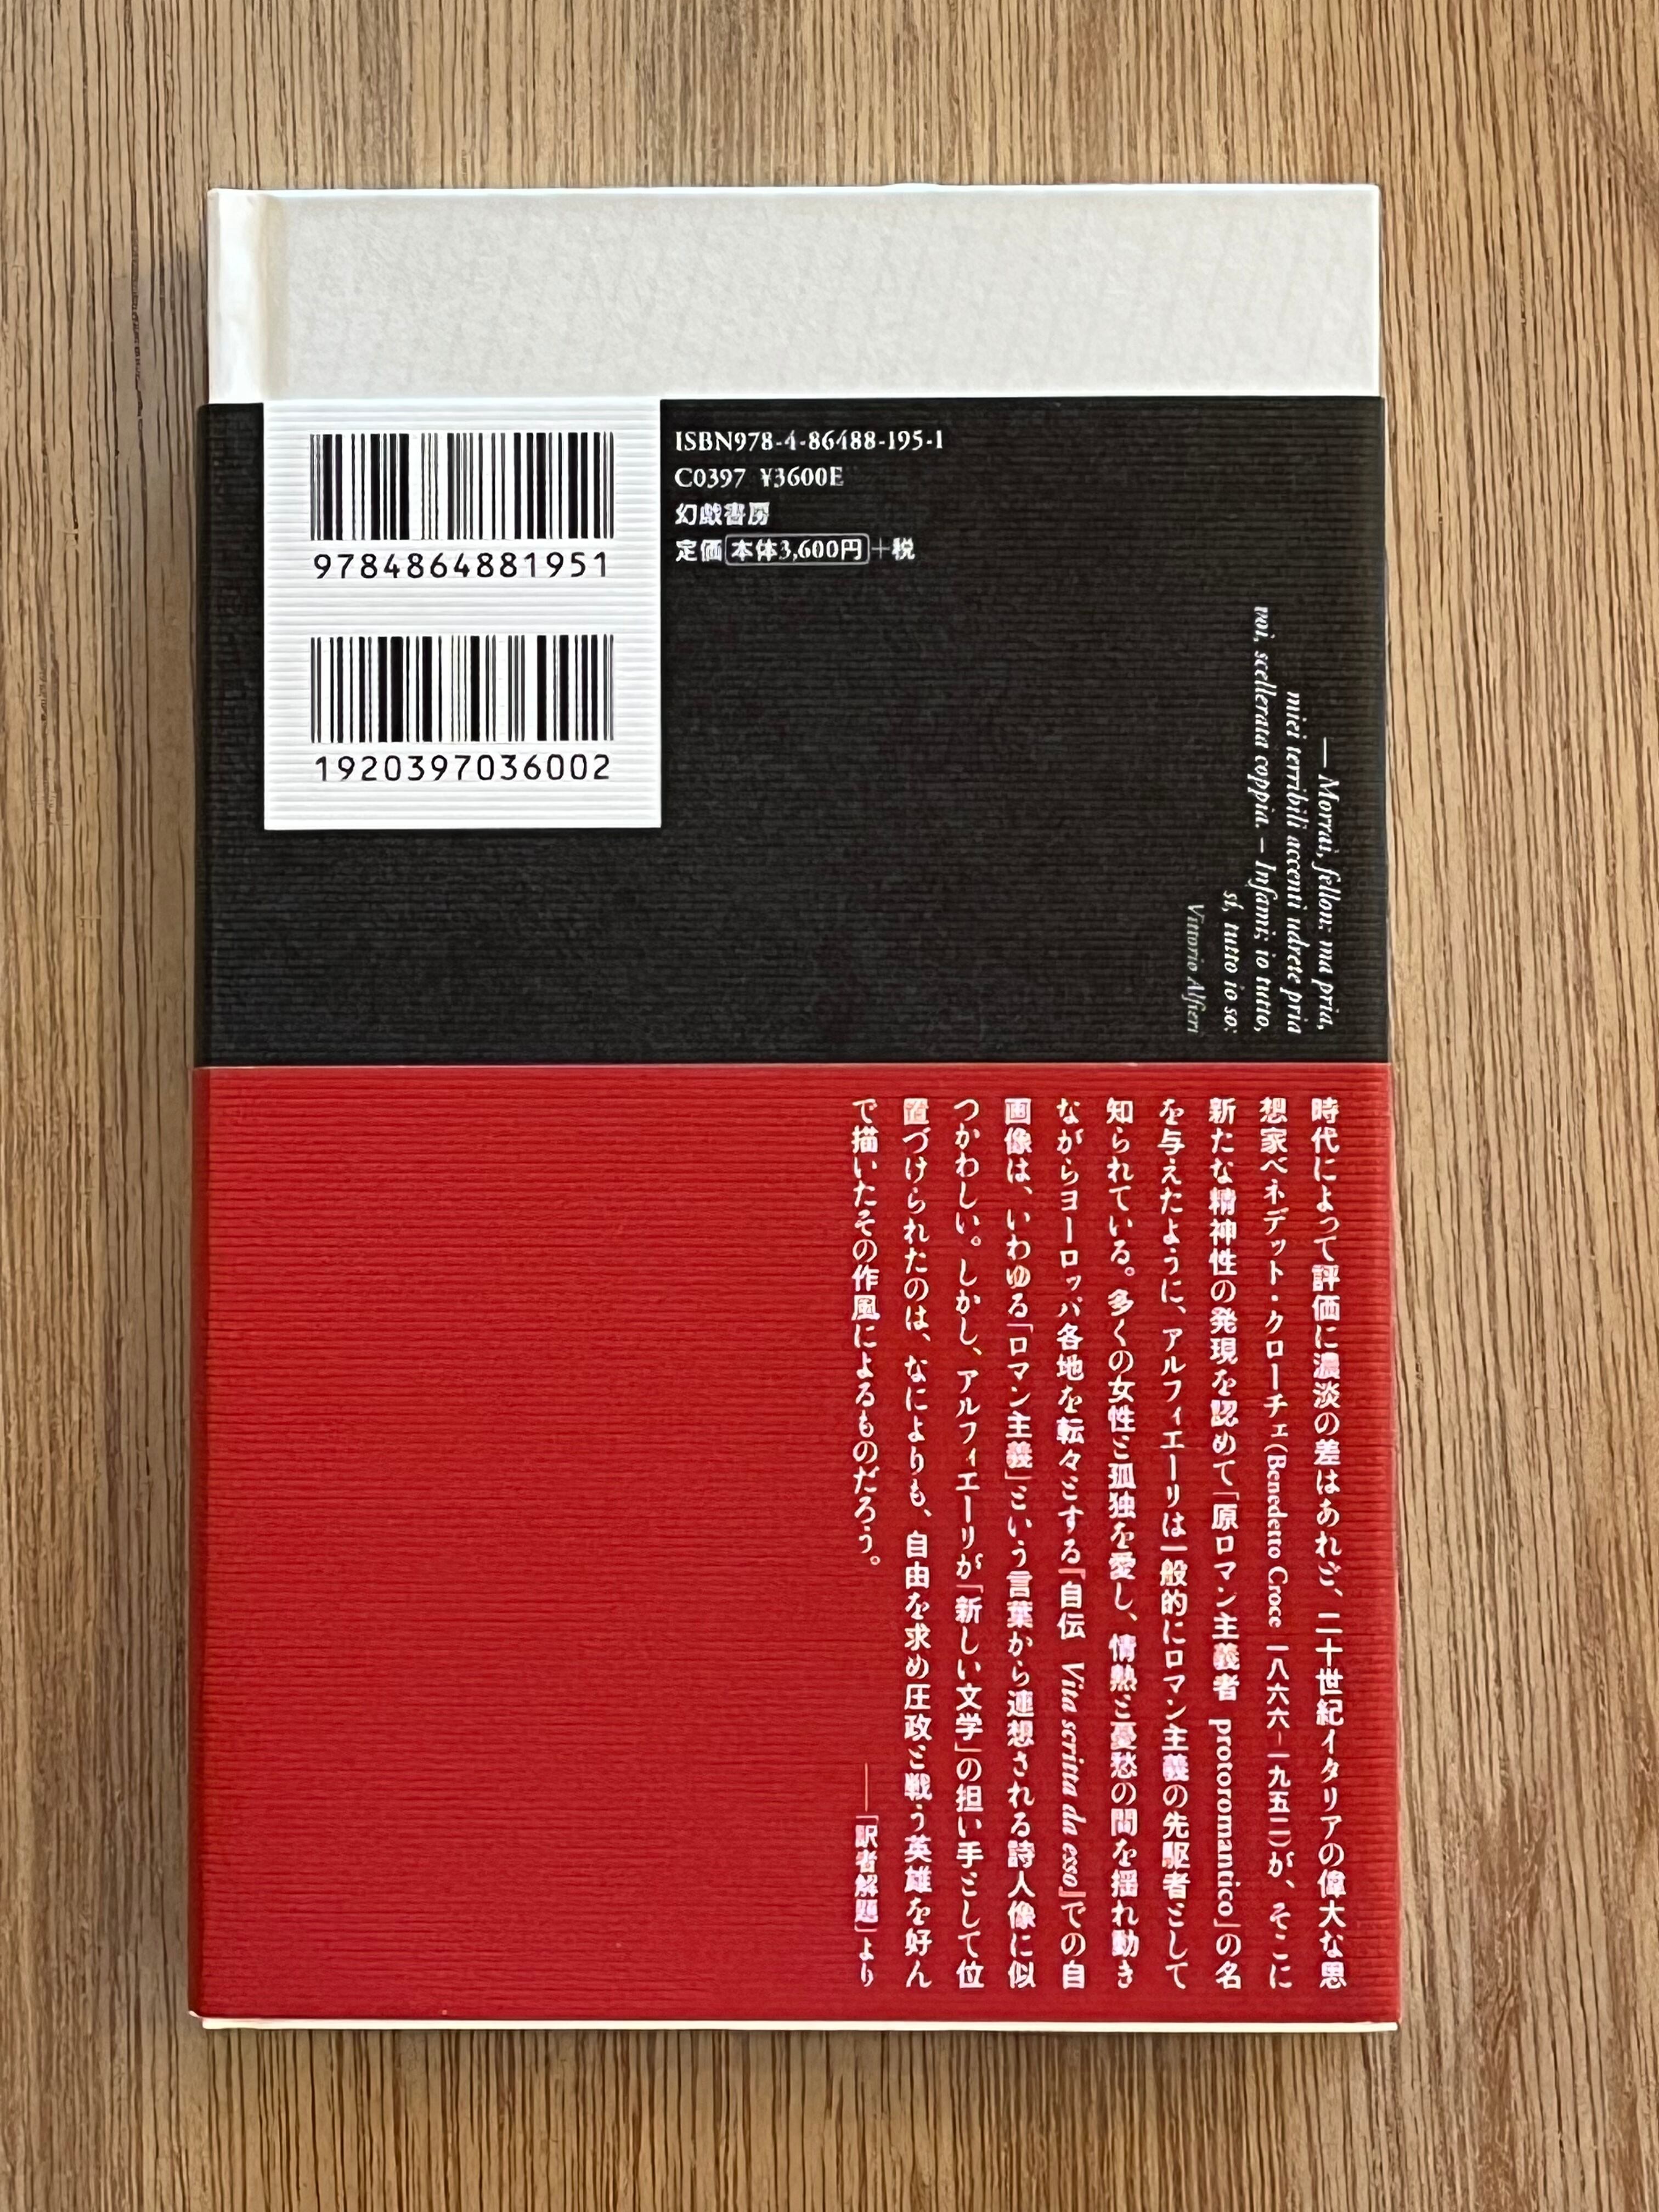 9784864881951
1920397036002
ISBN978-4-86488-195-1
C0397 ¥3600E
幻戯書房
定価 本体3,600円+税
— Morrai, fellon: ma pria,
miei terribili accenti udrete pria
voi, scellerata coppia. – Infami; io tutto,
sí, tutto io so:
Vittorio Alfieri
時代によって評価に濃淡の差はあれど、二十世紀イタリアの偉大な思
想家ベネデット・クローチェ(Benedetto Croce 一八六六-一九五二)が、そこに
新たな精神性の発現を認めて「原ロマン主義者 protoromantico」の名
を与えたように、アルフィエーリは一般的にロマン主義の先駆者として
知られている。多くの女性と孤独を愛し、情熱と憂愁の間を揺れ動き
ながらヨーロッパ各地を転々とする『自伝 Vita scritta da esso』での自
画像は、いわゆる「ロマン主義」という言葉から連想される詩人像に似
つかわしい。しかし、アルフィエーリが「新しい文学」の担い手として位
置づけられたのは、なによりも、自由を求め圧政と戦う英雄を好ん
で描いたその作風によるものだろう。
——「訳者解題」より